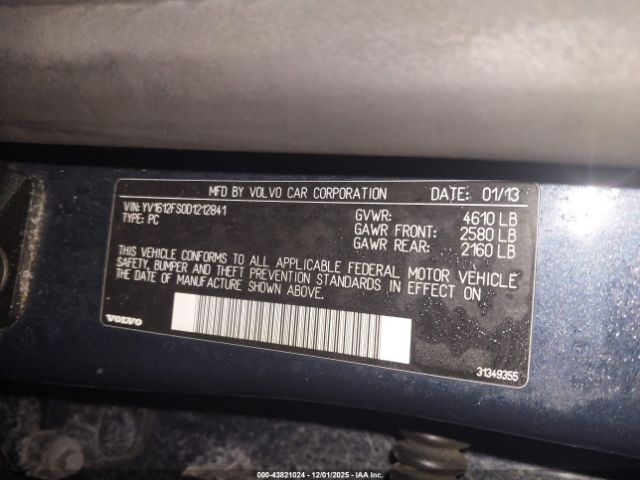 MFD BY VOLVO CAR CORPORATION DATE: 01/13
VIN: YV1612FS0D1212841 GVWR: 4610 LB
TYPE: PC GAWR FRONT: 2580 LB
GAWR REAR: 2160 LB
THIS VEHICLE CONFORMS TO ALL APPLICABLE FEDERAL MOTOR VEHICLE
SAFETY, BUMPER AND THEFT PREVENTION STANDARDS IN EFFECT ON
THE DATE OF MANUFACTURE SHOWN ABOVE.
VOLVO
31349355
000-43821024 - 12/01/2025 - IAA Inc.